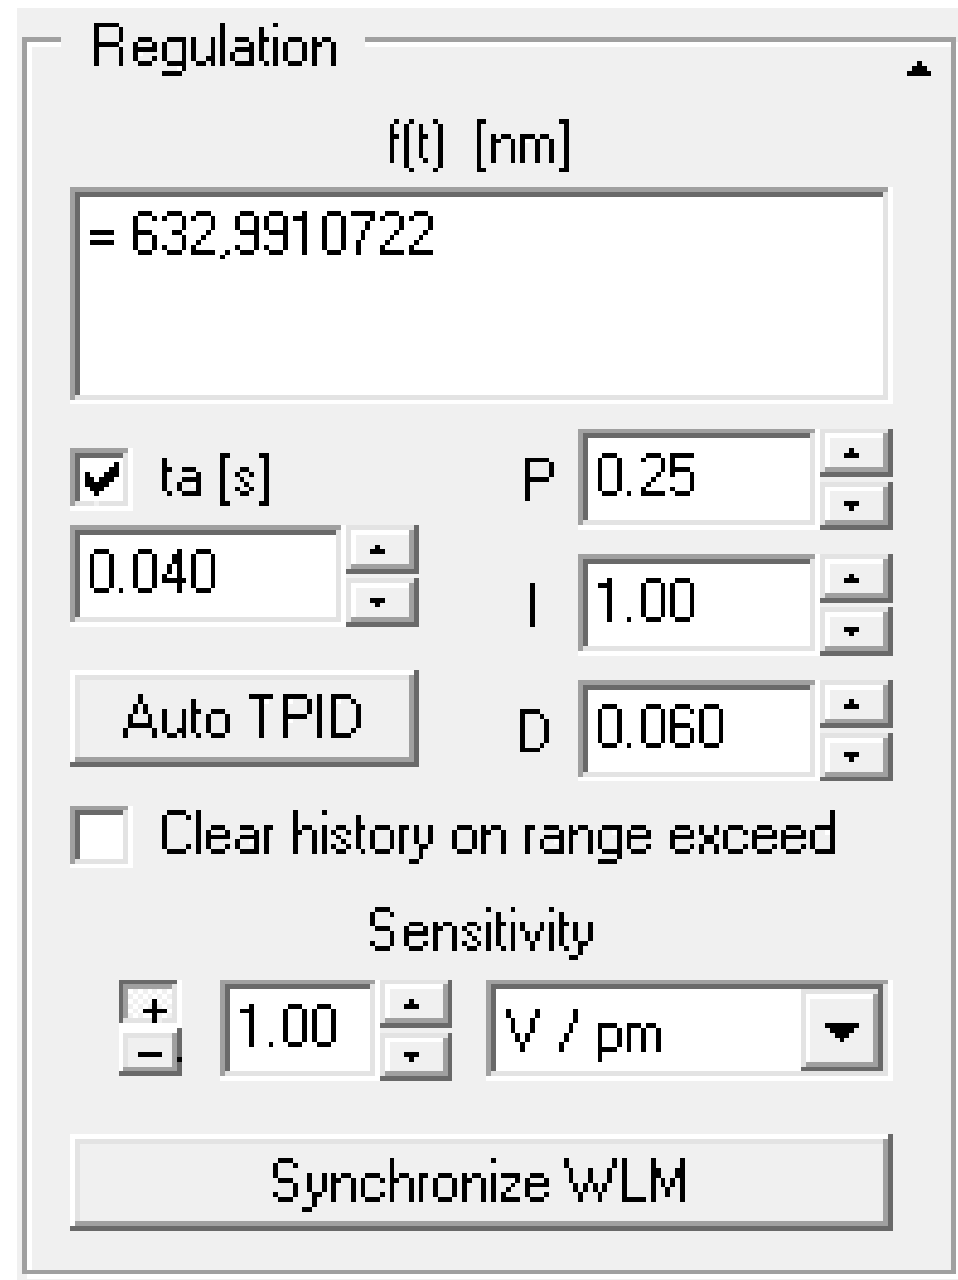 Regulation
f(t) [nm]
= 632,9910722
ta [s]
P 0.25
0.040
I 1.00
Auto TPID
D 0.060
Clear history on range exceed
Sensitivity
+
-
1.00 V / pm
Synchronize WLM